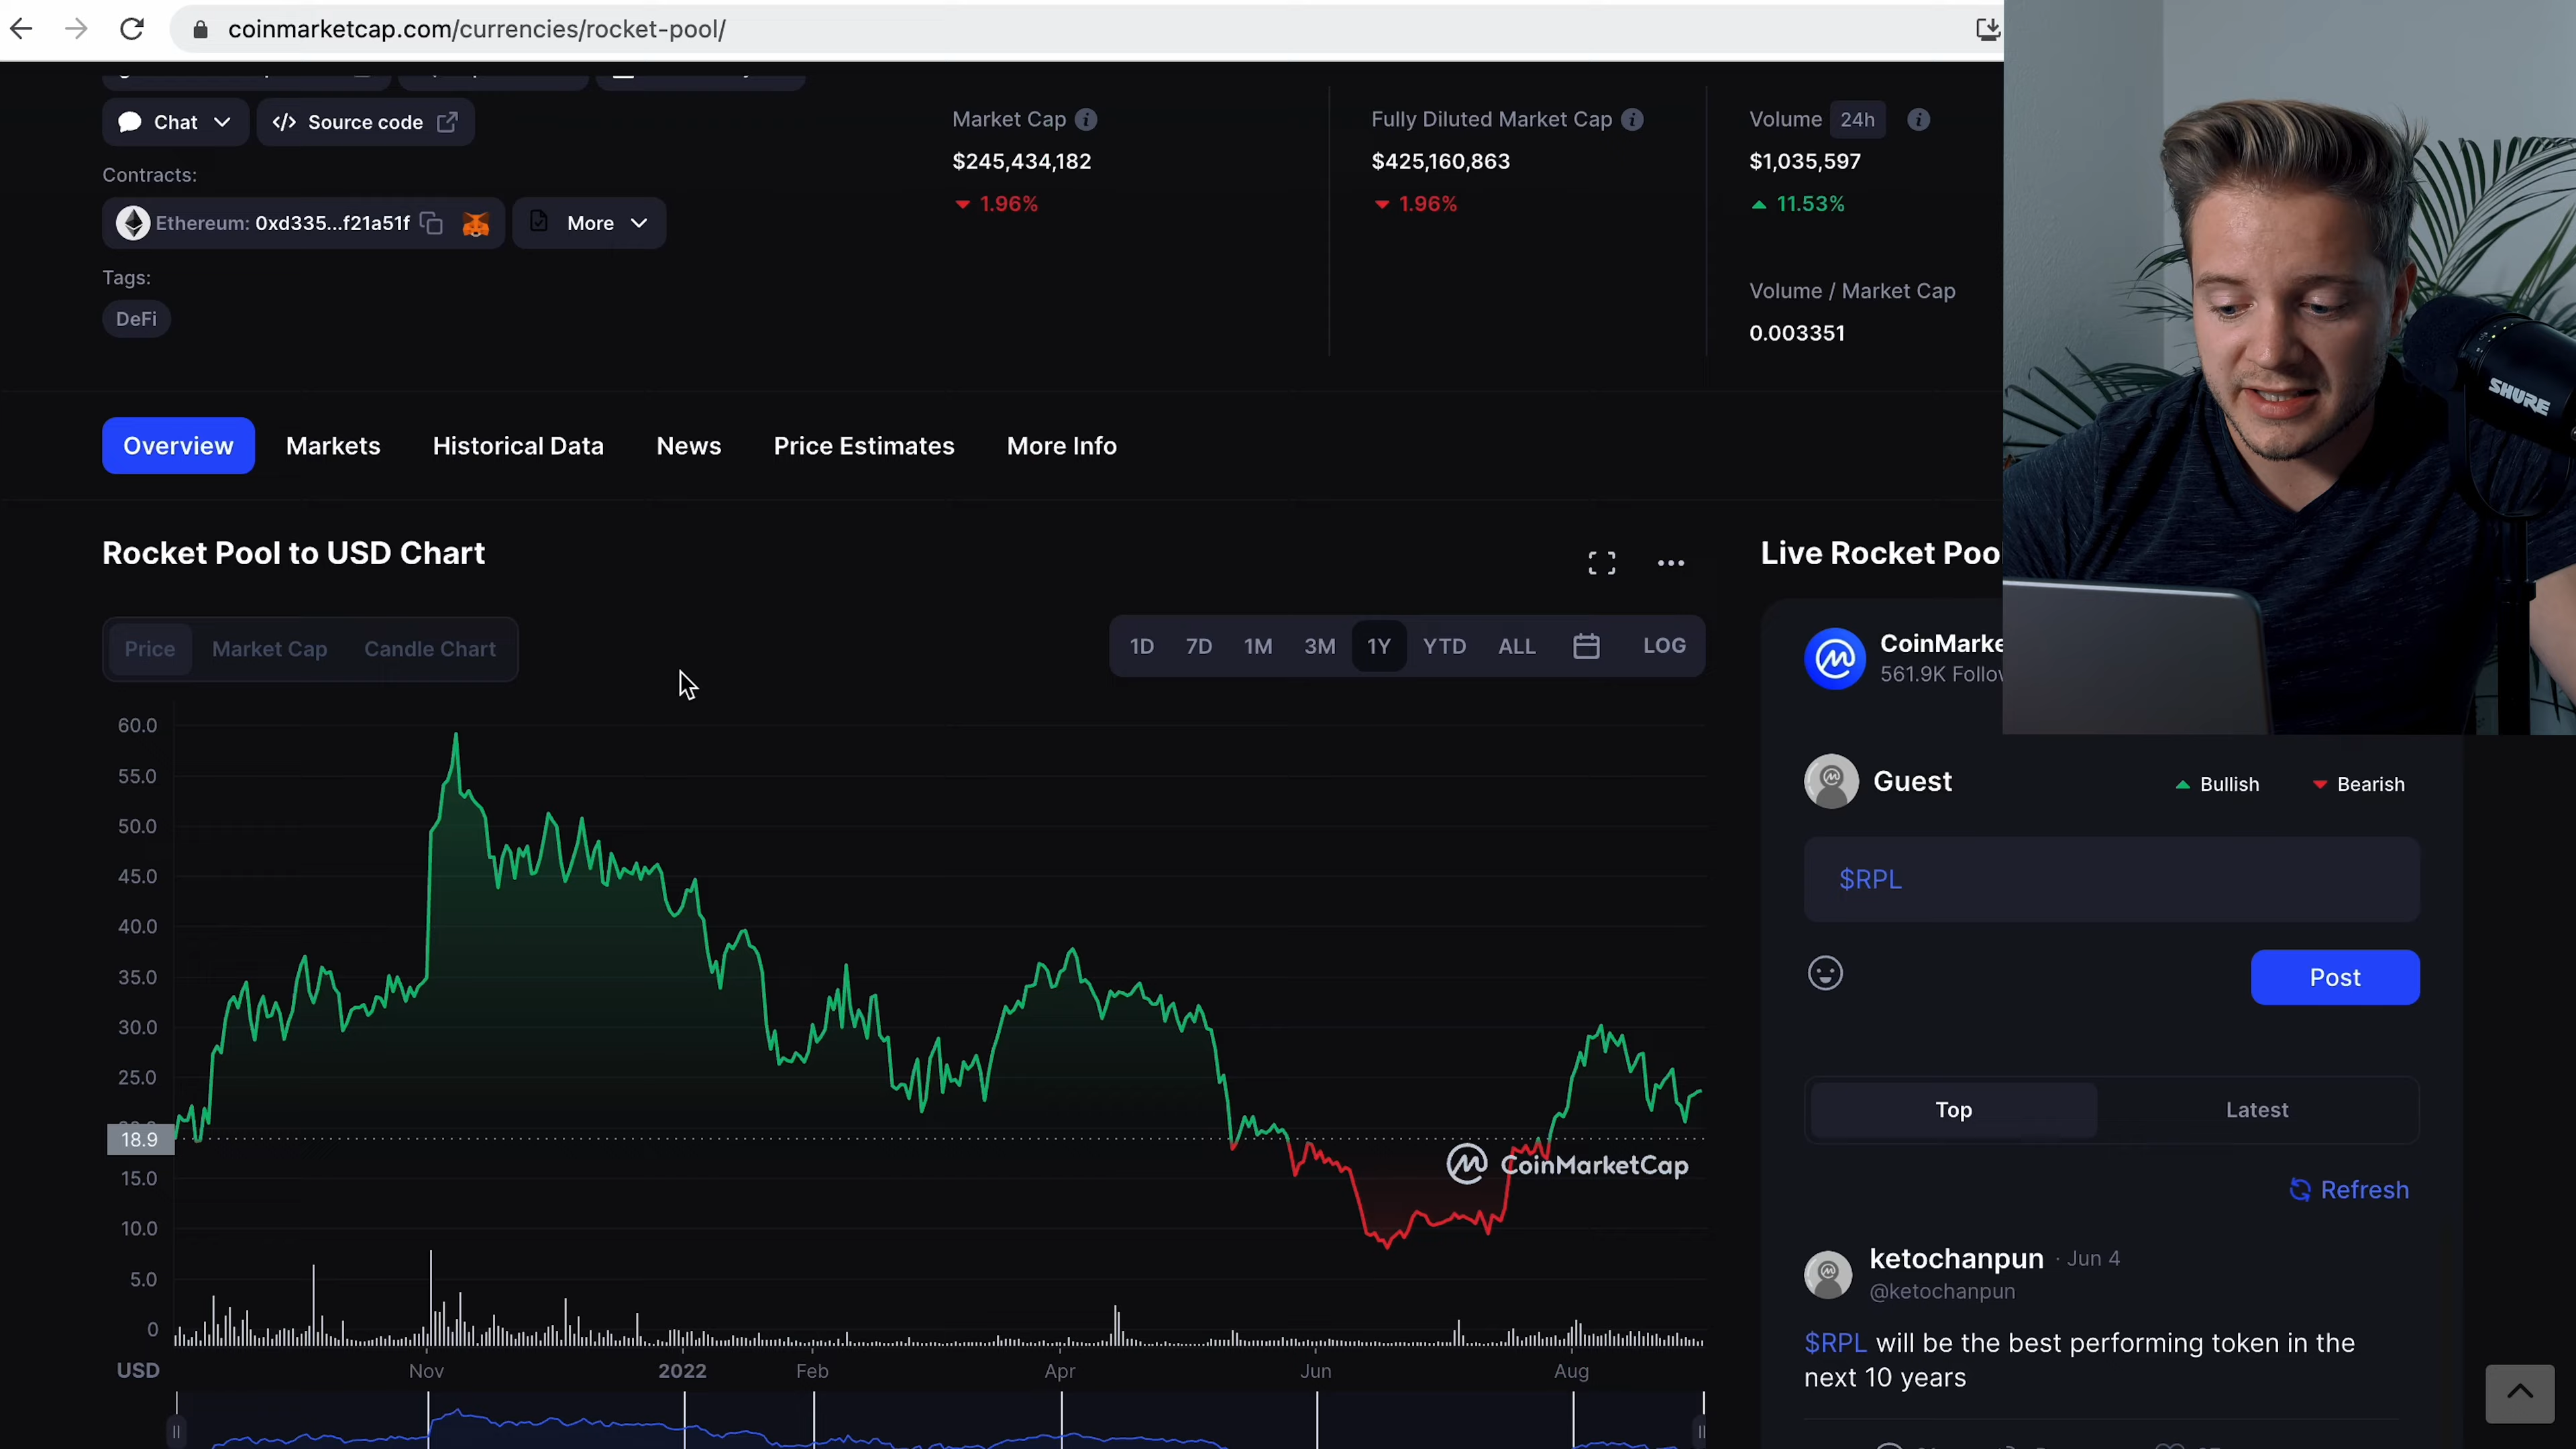 coinmarketcap.com/currencies/rocket-pool/
Chat
Source code
Contracts:
Ethereum: 0xd335...f21a51f
More
Tags:
DeFi
Market Cap
$245,434,182
1.96%
Fully Diluted Market Cap
$425,160,863
1.96%
Volume 24h
$1,035,597
11.53%
Volume / Market Cap
0.003351
SHURE
Overview Markets Historical Data News Price Estimates More Info
Rocket Pool to USD Chart
Price Market Cap Candle Chart
1D 7D 1M 3M 1Y YTD ALL LOG
60.0
55.0
50.0
45.0
40.0
35.0
30.0
25.0
18.9
15.0
10.0
5.0
0
CoinMarketCap
USD Nov 2022 Feb Apr Jun Aug
Live Rocket Poo
CoinMarke
561.9K Follow
Guest
Bullish Bearish
$RPL
Post
Top Latest
Refresh
ketochanpun · Jun 4
@ketochanpun
$RPL will be the best performing token in the
next 10 years